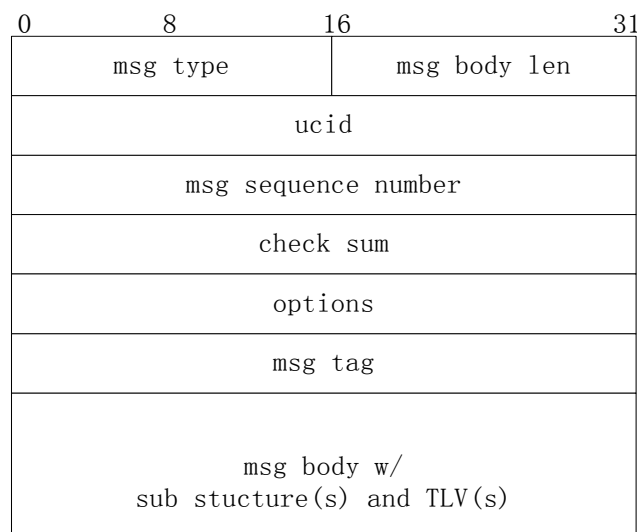 0 8 16 31
msg type msg body len
ucid
msg sequence number
check sum
options
msg tag
msg body w/
sub stucture(s) and TLV(s)